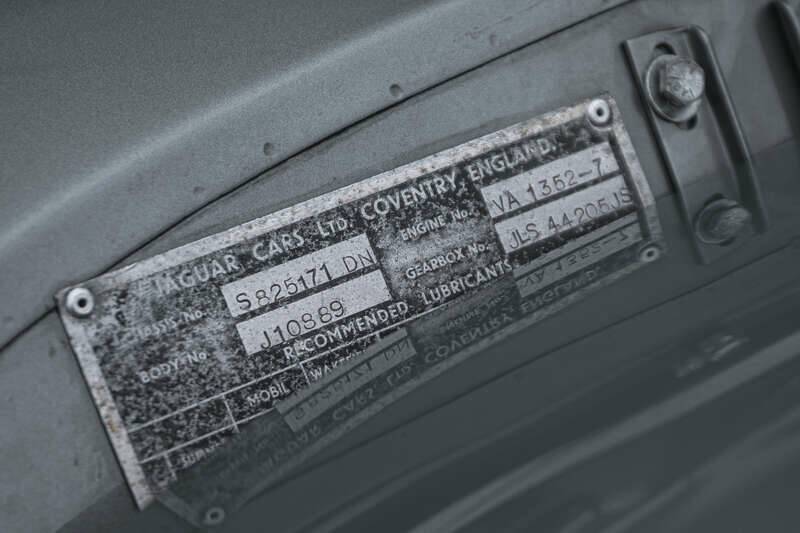 JAGUAR CARS LTD. COVENTRY, ENGLAND.
CHASSIS No. S 825171 DN
ENGINE No. VA 1352-7
BODY No. J10889
GEARBOX No. JLS 44205JS
RECOMMENDED LUBRICANTS
MOBIL